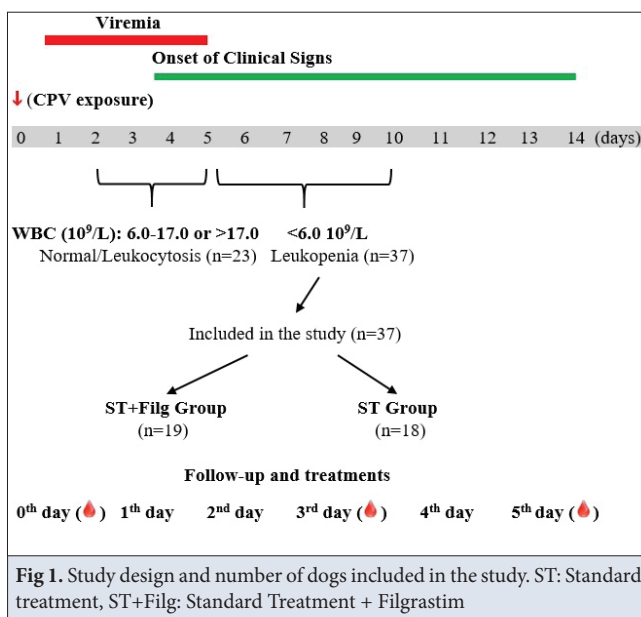 Viremia
Onset of Clinical Signs
↓ (CPV exposure)
0 1 2 3 4 5 6 7 8 9 10 11 12 13 14 (days)
WBC (10⁹/L): 6.0-17.0 or >17.0 <6.0 10⁹/L
Normal/Leukocytosis (n=23) Leukopenia (n=37)
Included in the study (n=37)
ST+Filg Group ST Group
(n=19) (n=18)
Follow-up and treatments
0ᵗʰ day ( ) 1ᵗʰ day 2ⁿᵈ day 3ʳᵈ day ( ) 4ᵗʰ day 5ᵗʰ day ( )
Fig 1. Study design and number of dogs included in the study. ST: Standard
treatment, ST+Filg: Standard Treatment + Filgrastim